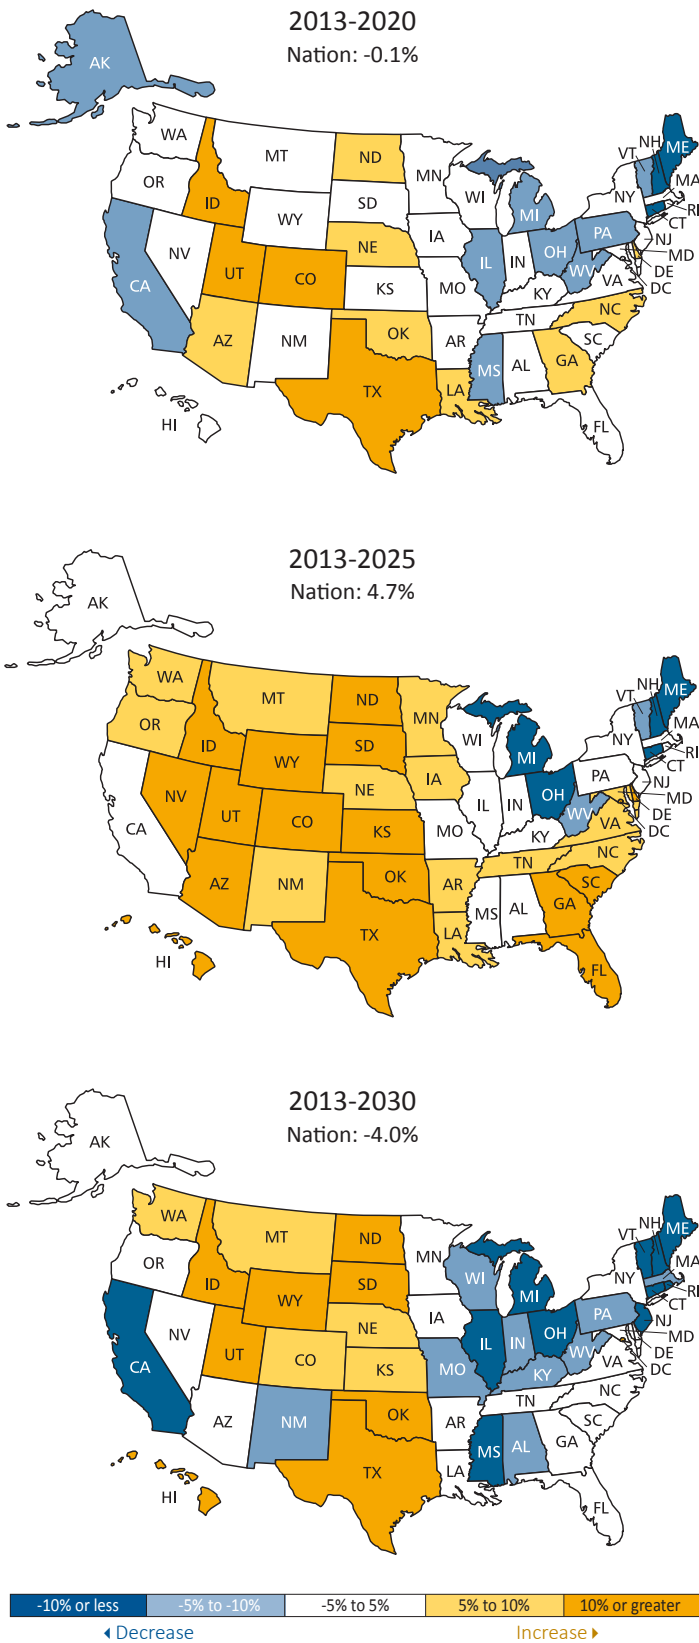 2013-2020
Nation: -0.1%
AK
WA
MT
ND
MN
VT
NH
ME
OR
ID
WY
SD
WI
MI
NY
MA
RI
CT
NV
UT
CO
NE
IA
IL
IN
OH
PA
NJ
MD
DE
DC
CA
KS
MO
KY
WV
VA
AZ
NM
OK
AR
TN
NC
SC
TX
LA
MS
AL
GA
FL
HI
2013-2025
Nation: 4.7%
AK
WA
MT
ND
MN
VT
NH
ME
OR
ID
WY
SD
WI
MI
NY
MA
RI
CT
NV
UT
CO
NE
IA
IL
IN
OH
PA
NJ
MD
DE
DC
CA
KS
MO
KY
WV
VA
AZ
NM
OK
AR
TN
NC
SC
TX
LA
MS
AL
GA
FL
HI
2013-2030
Nation: -4.0%
AK
WA
MT
ND
MN
VT
NH
ME
OR
ID
WY
SD
WI
MI
NY
MA
RI
CT
NV
UT
CO
NE
IA
IL
IN
OH
PA
NJ
MD
DE
DC
CA
KS
MO
KY
WV
VA
AZ
NM
OK
AR
TN
NC
SC
TX
LA
MS
AL
GA
FL
HI
-10% or less -5% to -10% -5% to 5% 5% to 10% 10% or greater
Decrease Increase